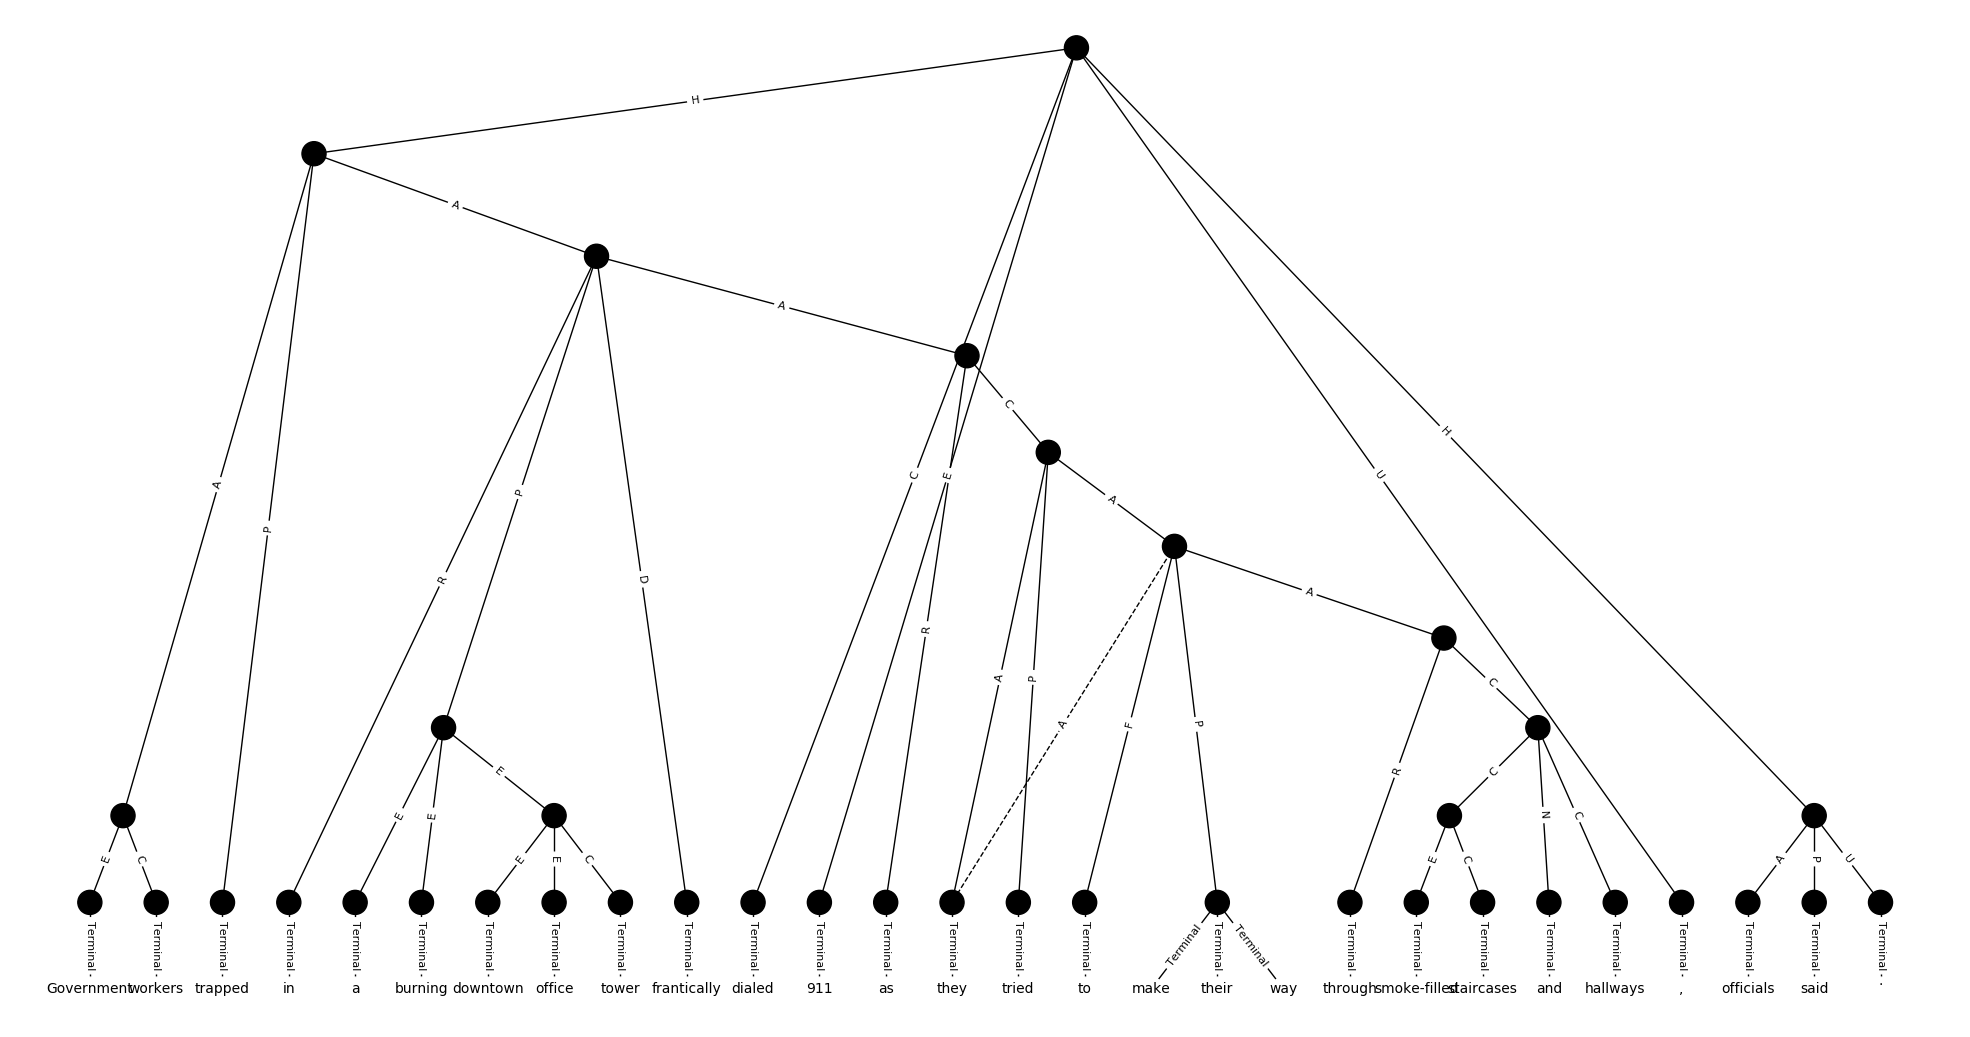 H
A
A
C
H
A
P
R
P
D
C
E
U
A
R
A
P
A
F
P
A
C
R
E
E
E
C
N
C
E
C
E
E
C
E
C
A
P
U
Terminal Terminal Terminal Terminal Terminal Terminal Terminal Terminal Terminal Terminal Terminal Terminal Terminal Terminal Terminal Terminal Terminal Terminal Terminal Terminal Terminal Terminal Terminal Terminal Terminal Terminal Terminal Terminal
Government workers trapped in a burning downtown office tower frantically dialed 911 as they tried to make their way through smoke-filled staircases and hallways , officials said .